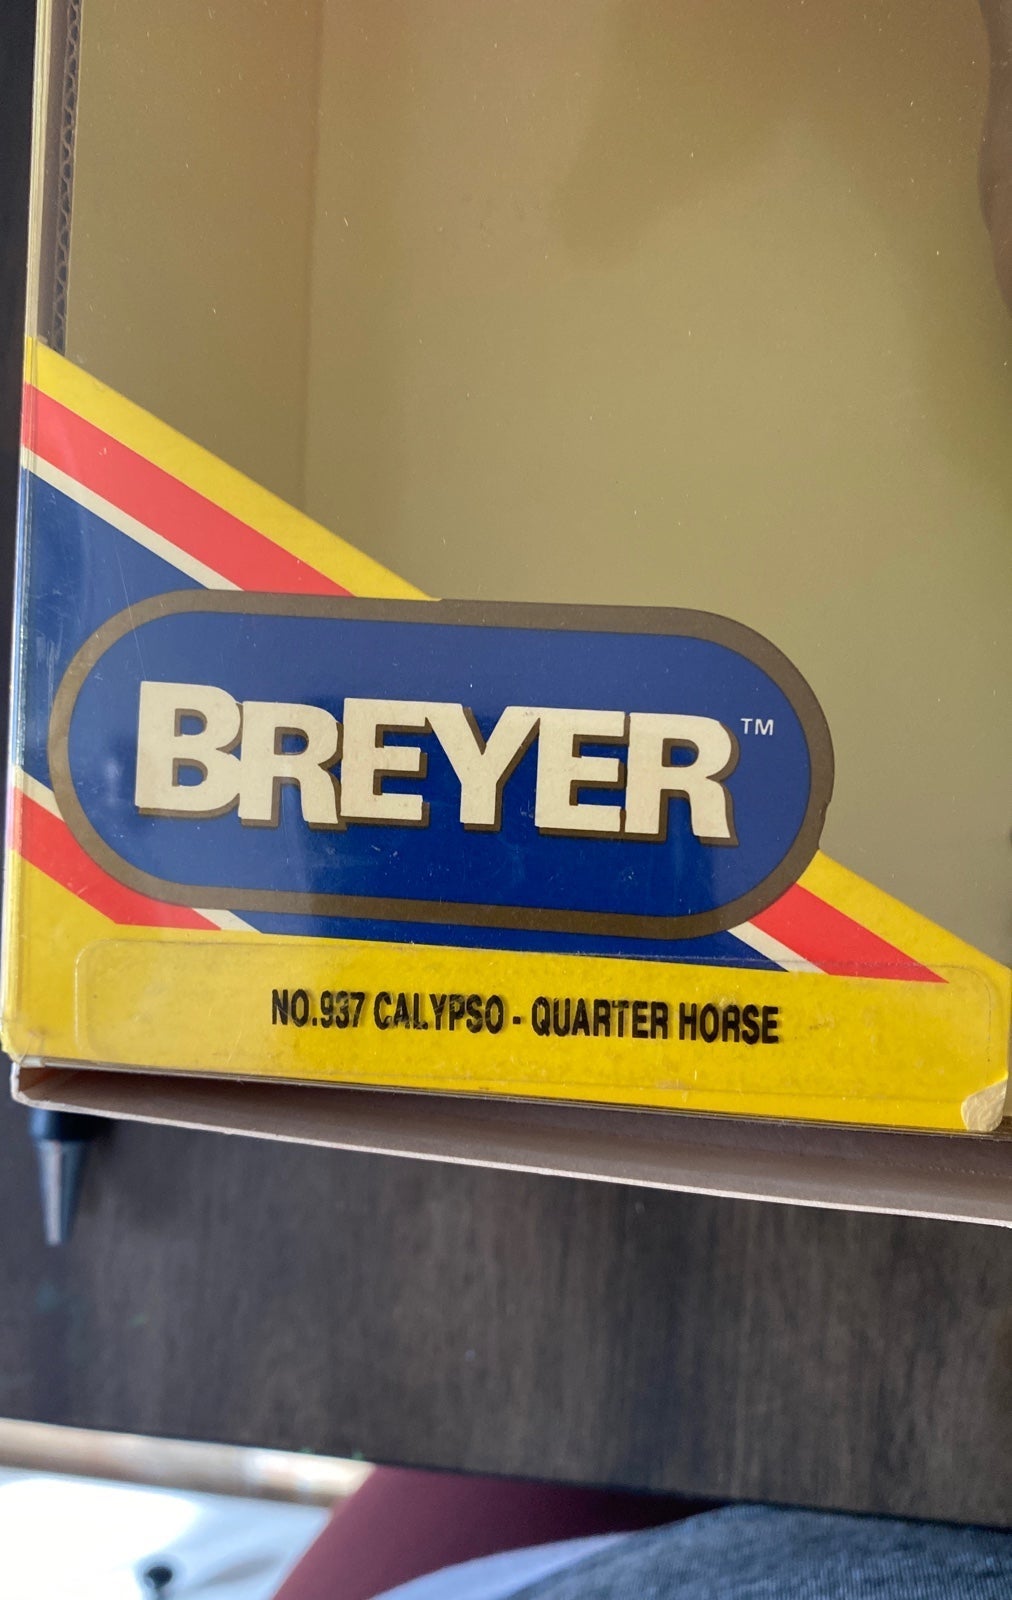 BREYER™
NO.937 CALYPSO - QUARTER HORSE